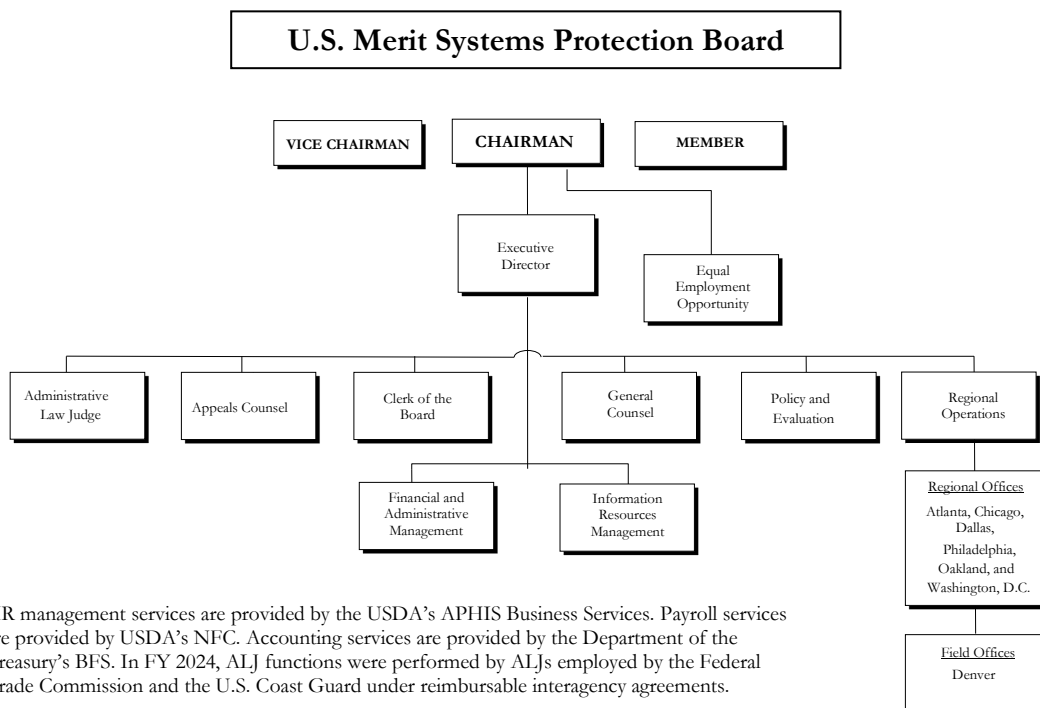 U.S. Merit Systems Protection Board
VICE CHAIRMAN
CHAIRMAN
MEMBER
Executive
Director
Equal
Employment
Opportunity
Administrative
Law Judge
Appeals Counsel
Clerk of the
Board
General
Counsel
Policy and
Evaluation
Regional
Operations
Financial and
Administrative
Management
Information
Resources
Management
Regional Offices
Atlanta, Chicago,
Dallas,
Philadelphia,
Oakland, and
Washington, D.C.
Field Offices
Denver
R management services are provided by the USDA's APHIS Business Services. Payroll services
re provided by USDA's NFC. Accounting services are provided by the Department of the
reasury's BFS. In FY 2024, ALJ functions were performed by ALJs employed by the Federal
rade Commission and the U.S. Coast Guard under reimbursable interagency agreements.